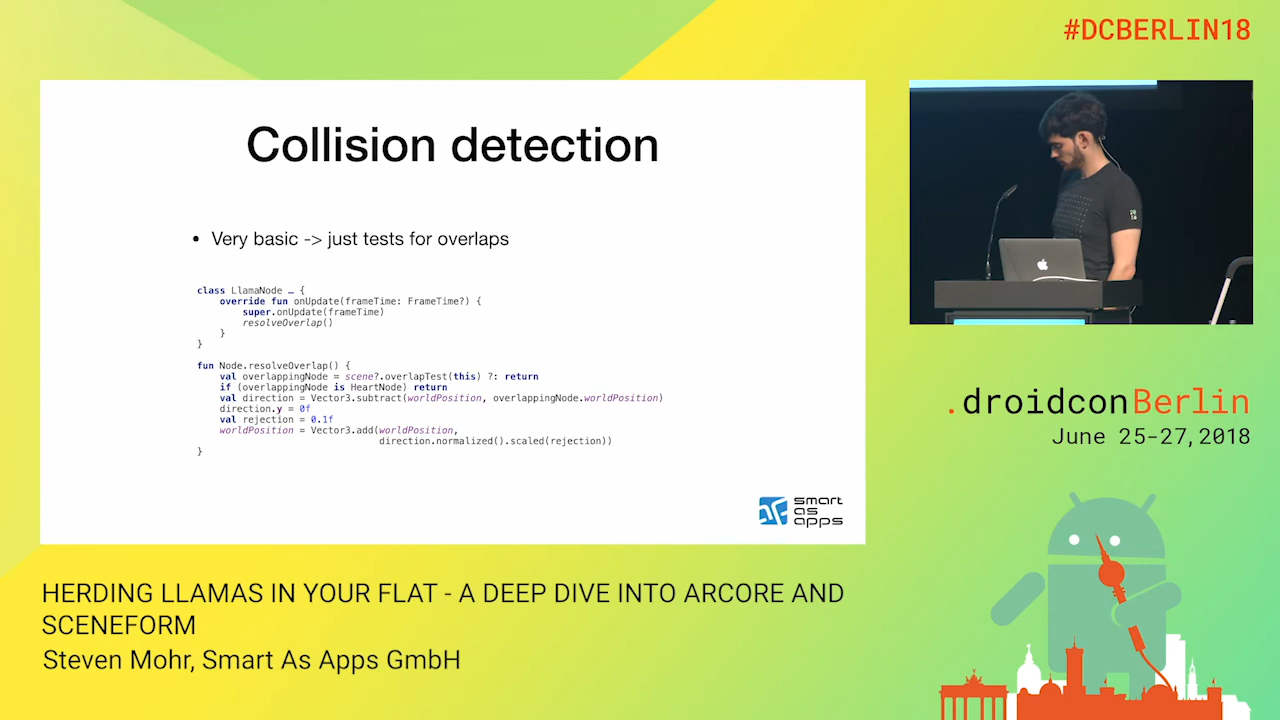 #DCBERLIN18
Collision detection
• Very basic -> just tests for overlaps
class LlamaNode … {
    override fun onUpdate(frameTime: FrameTime?) {
        super.onUpdate(frameTime)
        resolveOverlap()
    }
}
fun Node.resolveOverlap() {
    val overlappingNode = scene?.overlapTest(this) ?: return
    if (overlappingNode is HeartNode) return
    val direction = Vector3.subtract(worldPosition, overlappingNode.worldPosition)
    direction.y = 0f
    val rejection = 0.1f
    worldPosition = Vector3.add(worldPosition,
                                direction.normalized().scaled(rejection))
}
smart
as
apps
.droidconBerlin
June 25-27,2018
HERDING LLAMAS IN YOUR FLAT - A DEEP DIVE INTO ARCORE AND
SCENEFORM
Steven Mohr, Smart As Apps GmbH